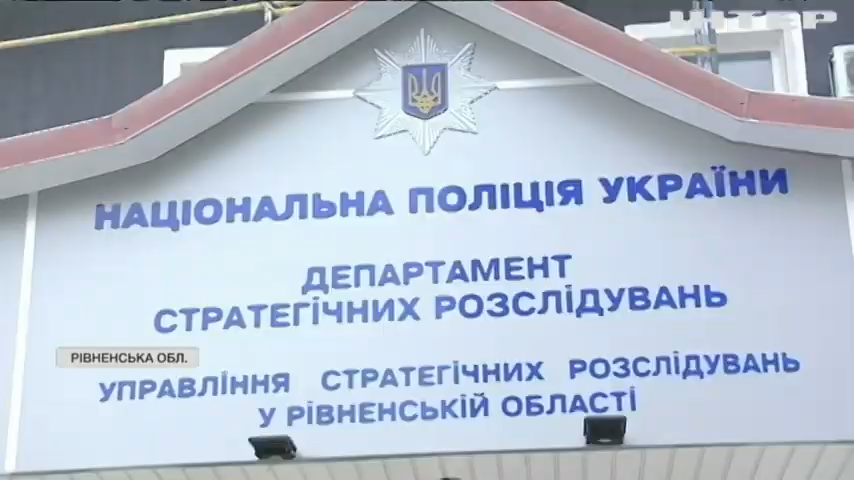 ІНТЕР
НАЦІОНАЛЬНА ПОЛІЦІЯ УКРАЇНИ
ДЕПАРТАМЕНТ
СТРАТЕГІЧНИХ РОЗСЛІДУВАНЬ
РІВНЕНСЬКА ОБЛ.
УПРАВЛІННЯ СТРАТЕГІЧНИХ РОЗСЛІДУВАНЬ
У РІВНЕНСЬКІЙ ОБЛАСТІ